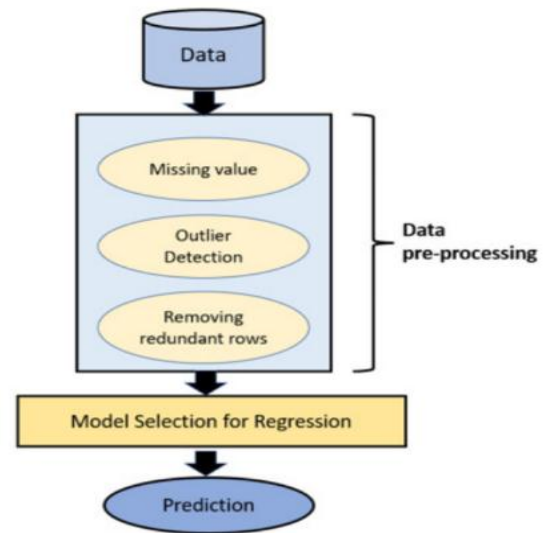 Data
Missing value
Outlier
Detection
Removing
redundant rows
Data
pre-processing
Model Selection for Regression
Prediction